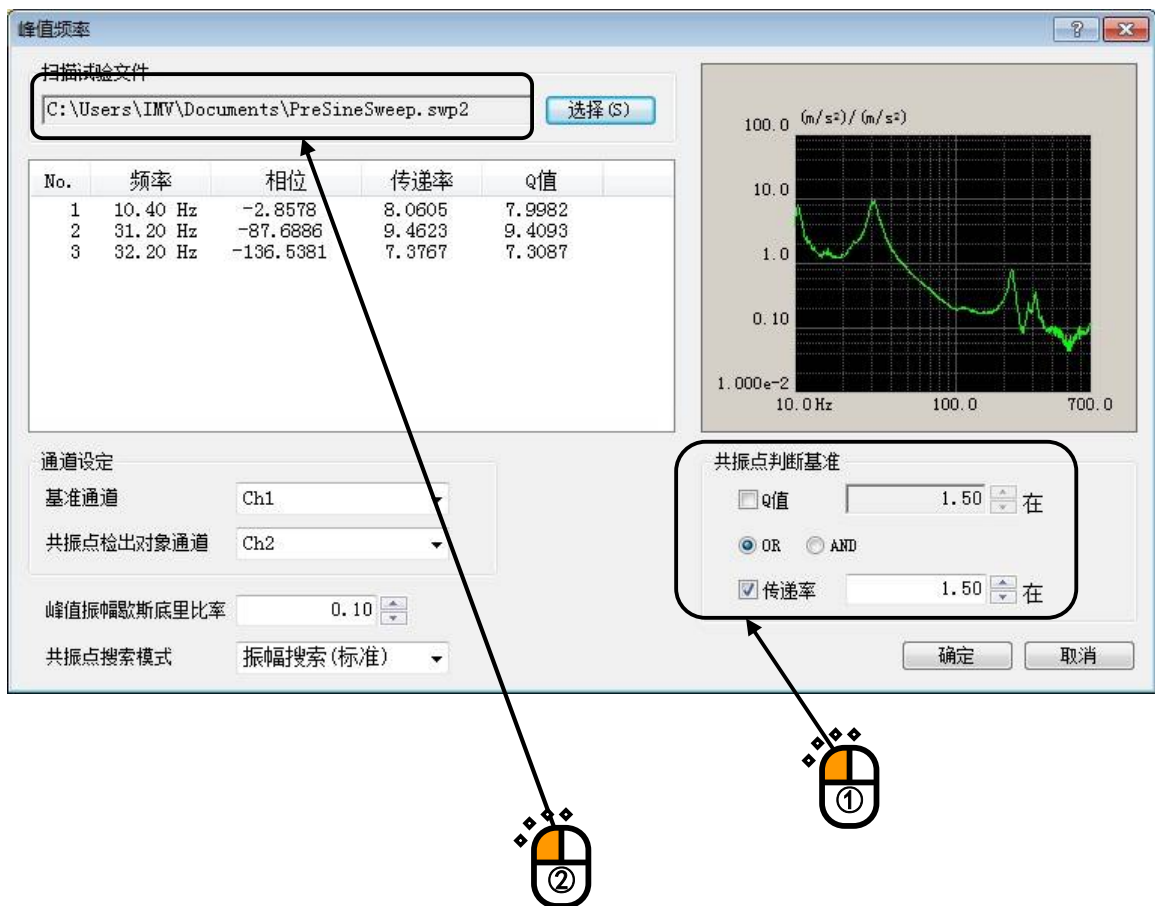 峰值频率
扫描试验文件
C:\Users\IMV\Documents\PreSineSweep.swp2
选择(S)
No. 频率 相位 传递率 Q值
1 10.40 Hz -2.8578 8.0605 7.9982
2 31.20 Hz -87.6886 9.4623 9.4093
3 32.20 Hz -136.5381 7.3767 7.3087
100.0 (m/s²)/(m/s²)
10.0
1.0
0.10
1.000e-2
10.0Hz 100.0 700.0
通道设定
基准通道 Ch1
共振点检出对象通道 Ch2
峰值振幅歇斯底里比率 0.10
共振点搜索模式 振幅搜索(标准)
共振点判断基准
Q值 1.50 在
OR AND
传递率 1.50 在
确定 取消
①
②